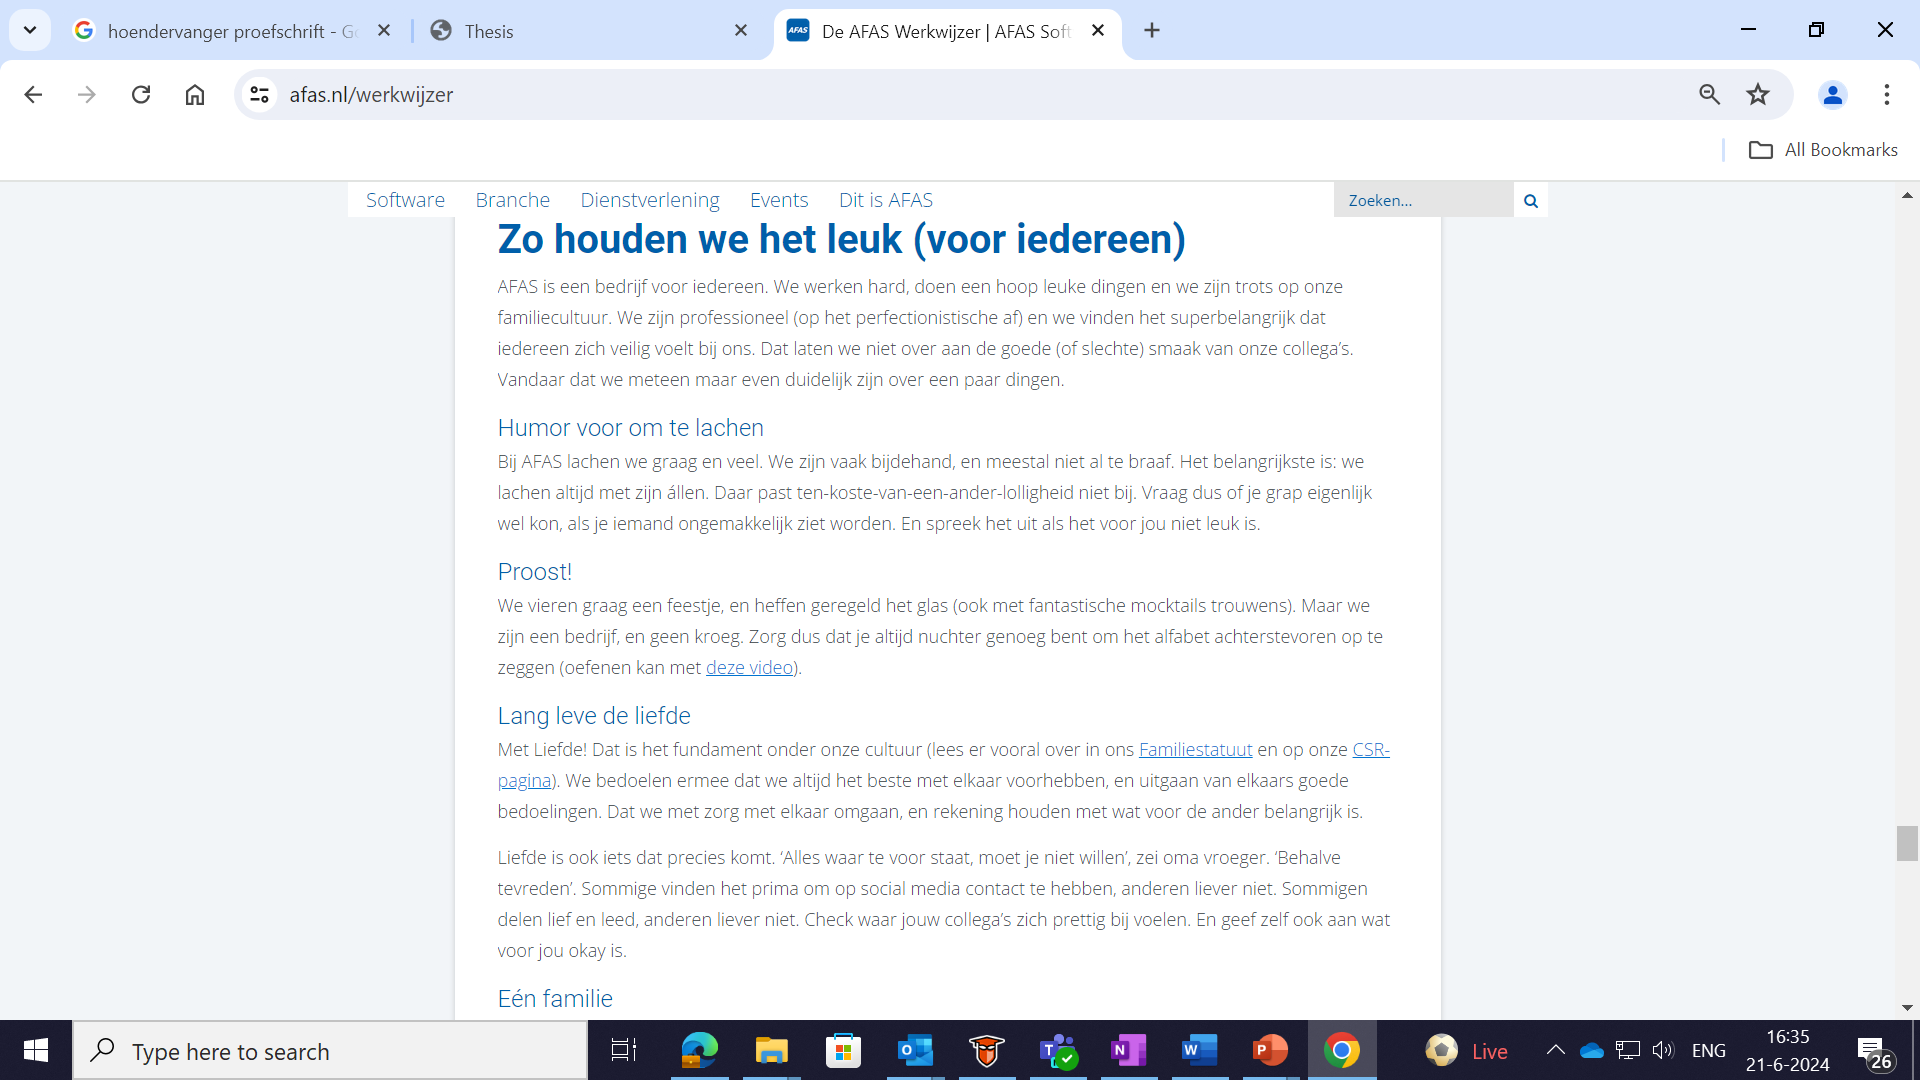 hoendervanger proefschrift - Go
Thesis
De AFAS Werkwijzer | AFAS Soft
afas.nl/werkwijzer
All Bookmarks
Software Branche Dienstverlening Events Dit is AFAS
Zoeken...
Zo houden we het leuk (voor iedereen)
AFAS is een bedrijf voor iedereen. We werken hard, doen een hoop leuke dingen en we zijn trots op onze
familiecultuur. We zijn professioneel (op het perfectionistische af) en we vinden het superbelangrijk dat
iedereen zich veilig voelt bij ons. Dat laten we niet over aan de goede (of slechte) smaak van onze collega’s.
Vandaar dat we meteen maar even duidelijk zijn over een paar dingen.
Humor voor om te lachen
Bij AFAS lachen we graag en veel. We zijn vaak bijdehand, en meestal niet al te braaf. Het belangrijkste is: we
lachen altijd met zijn állen. Daar past ten-koste-van-een-ander-lolligheid niet bij. Vraag dus of je grap eigenlijk
wel kon, als je iemand ongemakkelijk ziet worden. En spreek het uit als het voor jou niet leuk is.
Proost!
We vieren graag een feestje, en heffen geregeld het glas (ook met fantastische mocktails trouwens). Maar we
zijn een bedrijf, en geen kroeg. Zorg dus dat je altijd nuchter genoeg bent om het alfabet achterstevoren op te
zeggen (oefenen kan met deze video).
Lang leve de liefde
Met Liefde! Dat is het fundament onder onze cultuur (lees er vooral over in ons Familiestatuut en op onze CSR-
pagina). We bedoelen ermee dat we altijd het beste met elkaar voorhebben, en uitgaan van elkaars goede
bedoelingen. Dat we met zorg met elkaar omgaan, en rekening houden met wat voor de ander belangrijk is.
Liefde is ook iets dat precies komt. ‘Alles waar te voor staat, moet je niet willen’, zei oma vroeger. ‘Behalve
tevreden’. Sommige vinden het prima om op social media contact te hebben, anderen liever niet. Sommigen
delen lief en leed, anderen liever niet. Check waar jouw collega’s zich prettig bij voelen. En geef zelf ook aan wat
voor jou okay is.
Eén familie
Type here to search
Live
ENG
16:35
21-6-2024
26